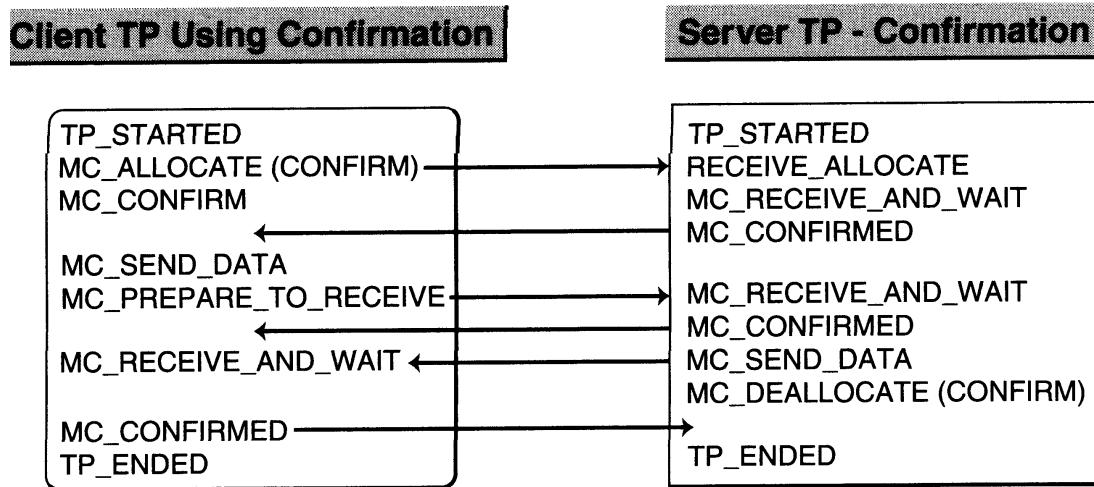 Client TP Using Confirmation
TP_STARTED
MC_ALLOCATE (CONFIRM)
MC_CONFIRM
MC_SEND_DATA
MC_PREPARE_TO_RECEIVE
MC_RECEIVE_AND_WAIT
MC_CONFIRMED
TP_ENDED
Server TP - Confirmation
TP_STARTED
RECEIVE_ALLOCATE
MC_RECEIVE_AND_WAIT
MC_CONFIRMED
MC_RECEIVE_AND_WAIT
MC_CONFIRMED
MC_SEND_DATA
MC_DEALLOCATE (CONFIRM)
TP_ENDED